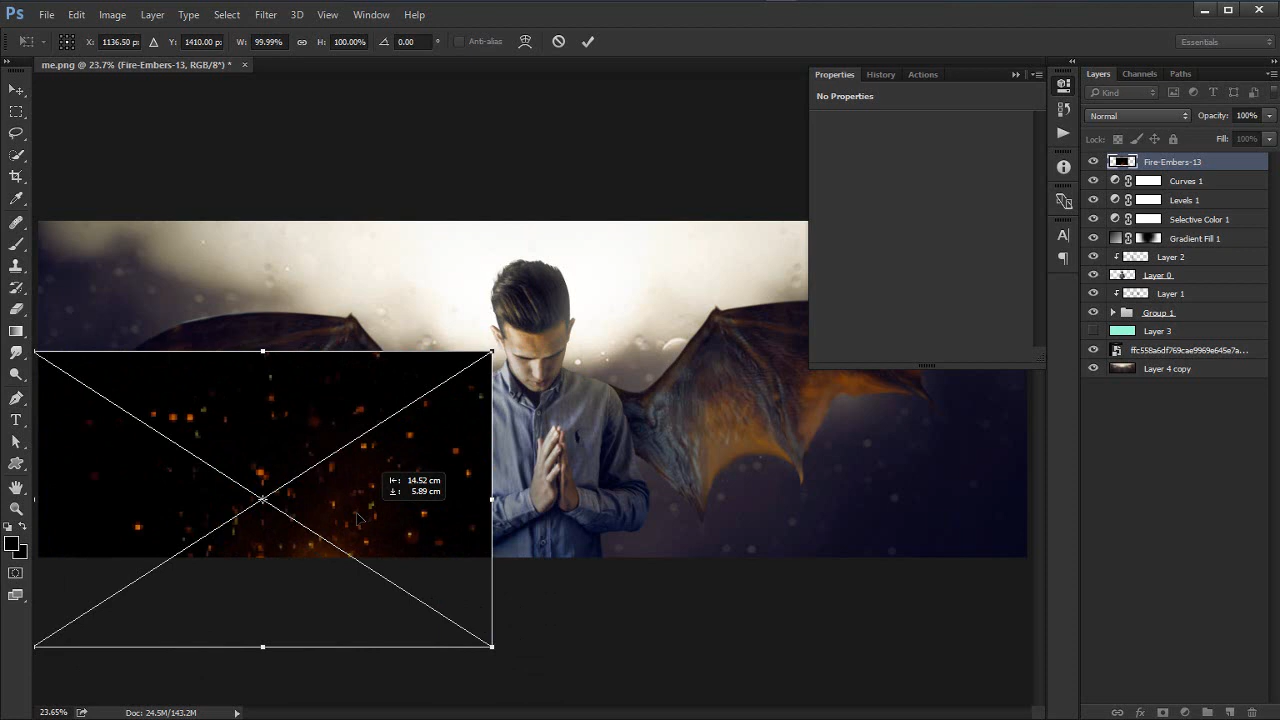 Ps File Edit Image Layer Type Select Filter 3D View Window Help
X: 1136.50 p: Y: 1410.00 p: W: 99.99% H: 100.00% 0.00 ° Anti-alias Essentials
me.png @ 23.7% (Fire-Embers-13, RGB/8*) * ×
Properties History Actions
No Properties
Layers Channels Paths
Kind
Normal Opacity: 100%
Lock: Fill: 100%
Fire-Embers-13
Curves 1
Levels 1
Selective Color 1
Gradient Fill 1
Layer 2
Layer 0
Layer 1
Group 1
Layer 3
ffc558a6df769cae9969e645e7a...
Layer 4 copy
14.52 cm
5.89 cm
23.65% Doc: 24.5M/143.2M